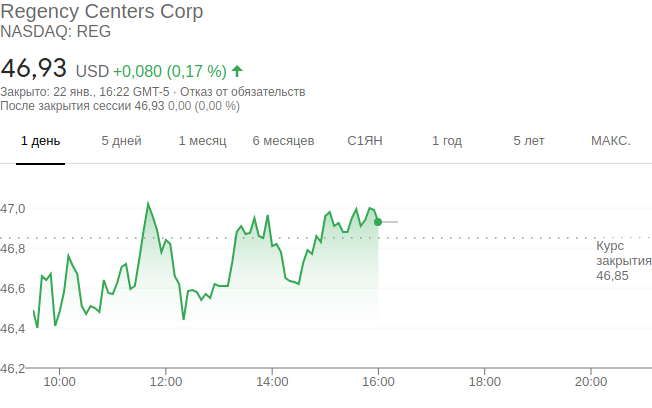 Regency Centers Corp
NASDAQ: REG
46,93 USD +0,080 (0,17 %)
Закрыто: 22 янв., 16:22 GMT-5 · Отказ от обязательств
После закрытия сессии 46,93 0,00 (0,00 %)
1 день 5 дней 1 месяц 6 месяцев С1ЯН 1 год 5 лет МАКС.
47,0
46,8
Курс
закрытия
46,85
46,6
46,4
46,2
10:00 12:00 14:00 16:00 18:00 20:00